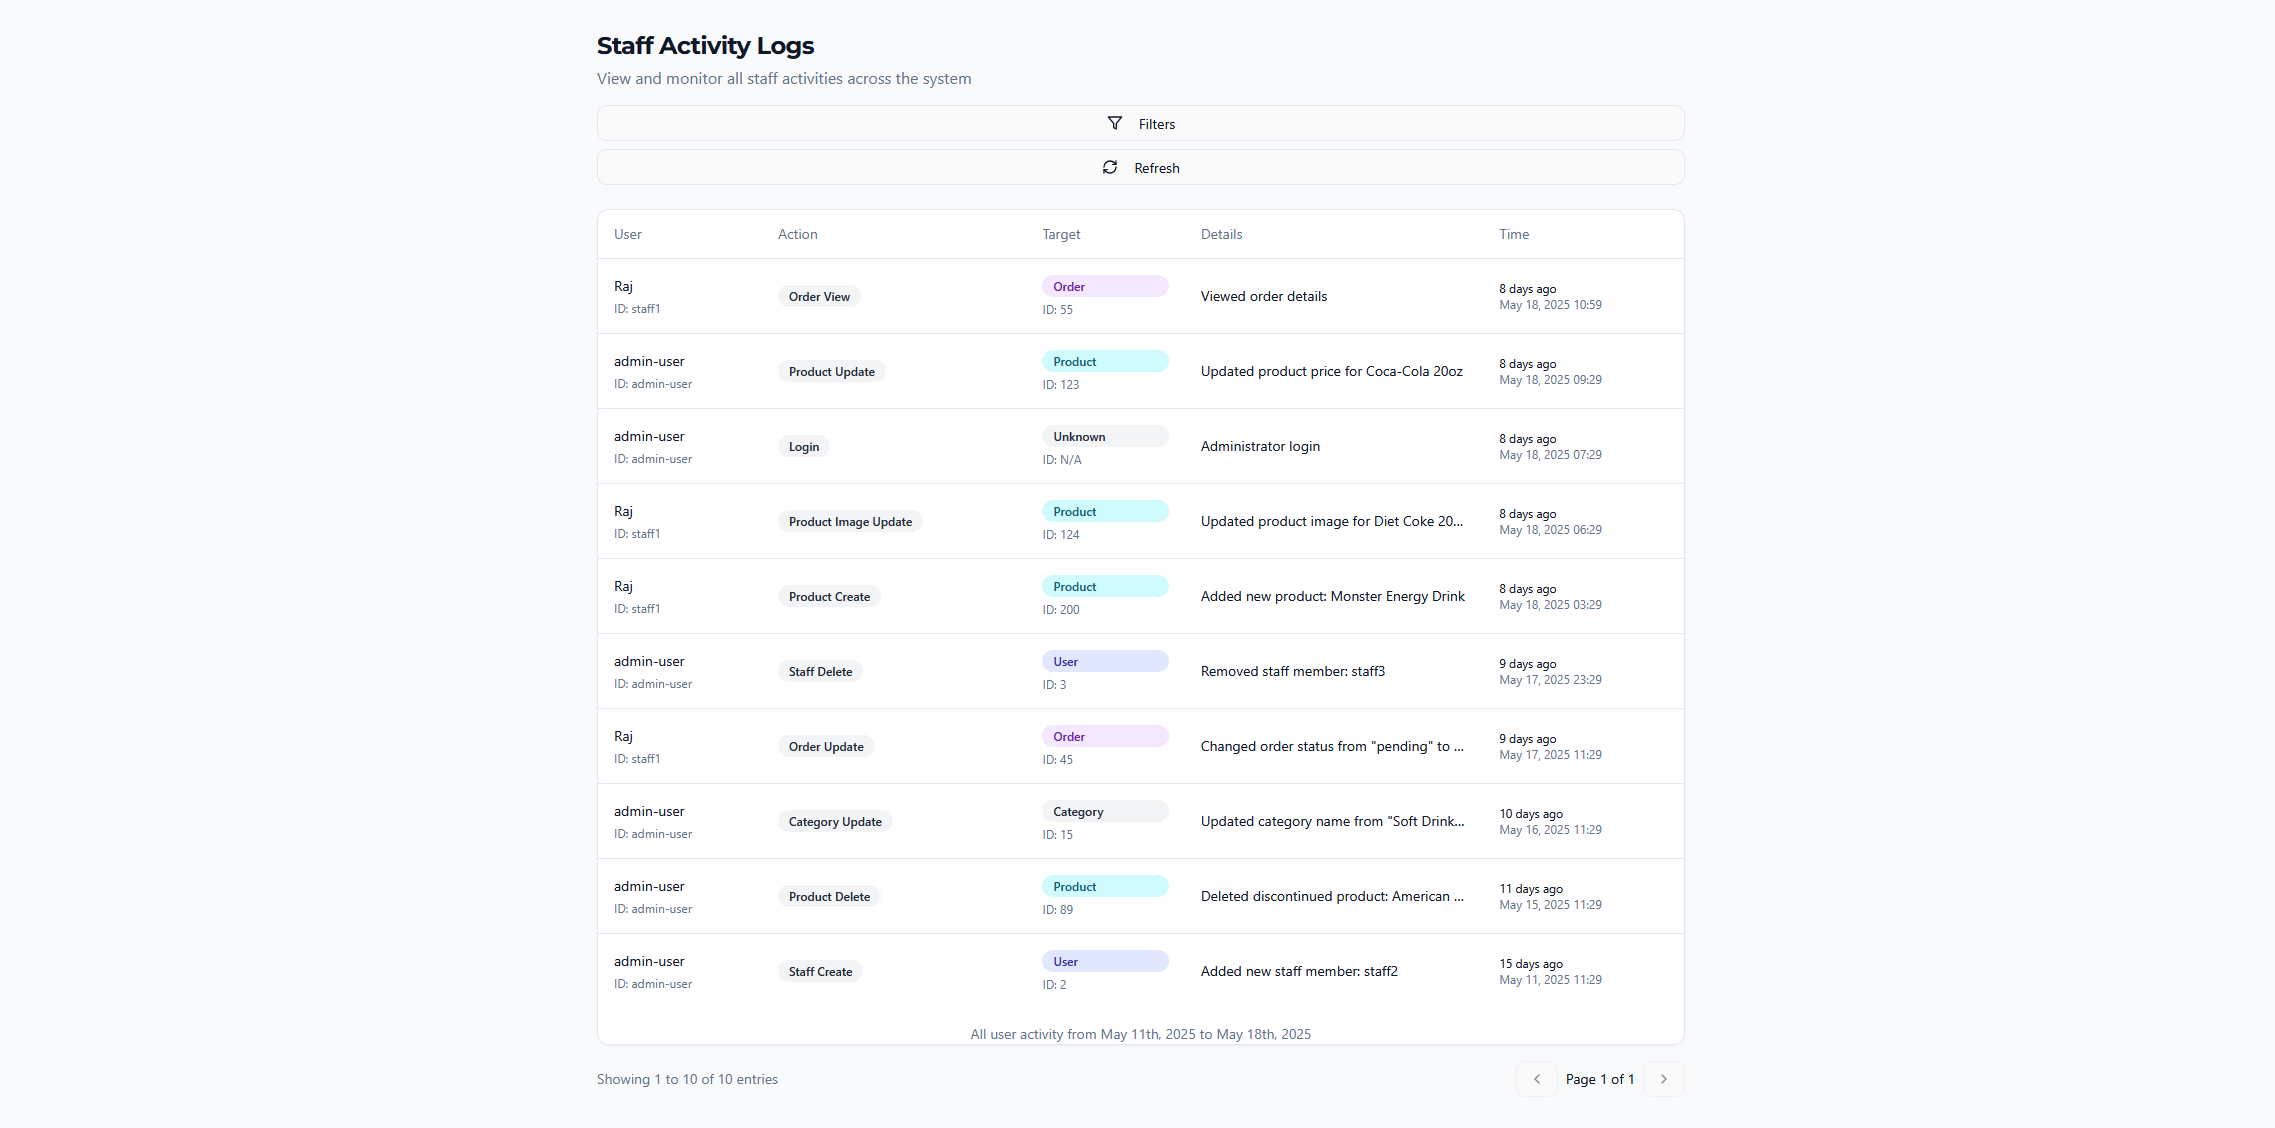 Staff Activity Logs
View and monitor all staff activities across the system
Filters
Refresh
User Action Target Details Time
Raj
ID: staff1
Order View
Order
ID: 55
Viewed order details
8 days ago
May 18, 2025 10:59
admin-user
ID: admin-user
Product Update
Product
ID: 123
Updated product price for Coca-Cola 20oz
8 days ago
May 18, 2025 09:29
admin-user
ID: admin-user
Login
Unknown
ID: N/A
Administrator login
8 days ago
May 18, 2025 07:29
Raj
ID: staff1
Product Image Update
Product
ID: 124
Updated product image for Diet Coke 20...
8 days ago
May 18, 2025 06:29
Raj
ID: staff1
Product Create
Product
ID: 200
Added new product: Monster Energy Drink
8 days ago
May 18, 2025 03:29
admin-user
ID: admin-user
Staff Delete
User
ID: 3
Removed staff member: staff3
9 days ago
May 17, 2025 23:29
Raj
ID: staff1
Order Update
Order
ID: 45
Changed order status from "pending" to ...
9 days ago
May 17, 2025 11:29
admin-user
ID: admin-user
Category Update
Category
ID: 15
Updated category name from "Soft Drink...
10 days ago
May 16, 2025 11:29
admin-user
ID: admin-user
Product Delete
Product
ID: 89
Deleted discontinued product: American ...
11 days ago
May 15, 2025 11:29
admin-user
ID: admin-user
Staff Create
User
ID: 2
Added new staff member: staff2
15 days ago
May 11, 2025 11:29
All user activity from May 11th, 2025 to May 18th, 2025
Showing 1 to 10 of 10 entries
Page 1 of 1